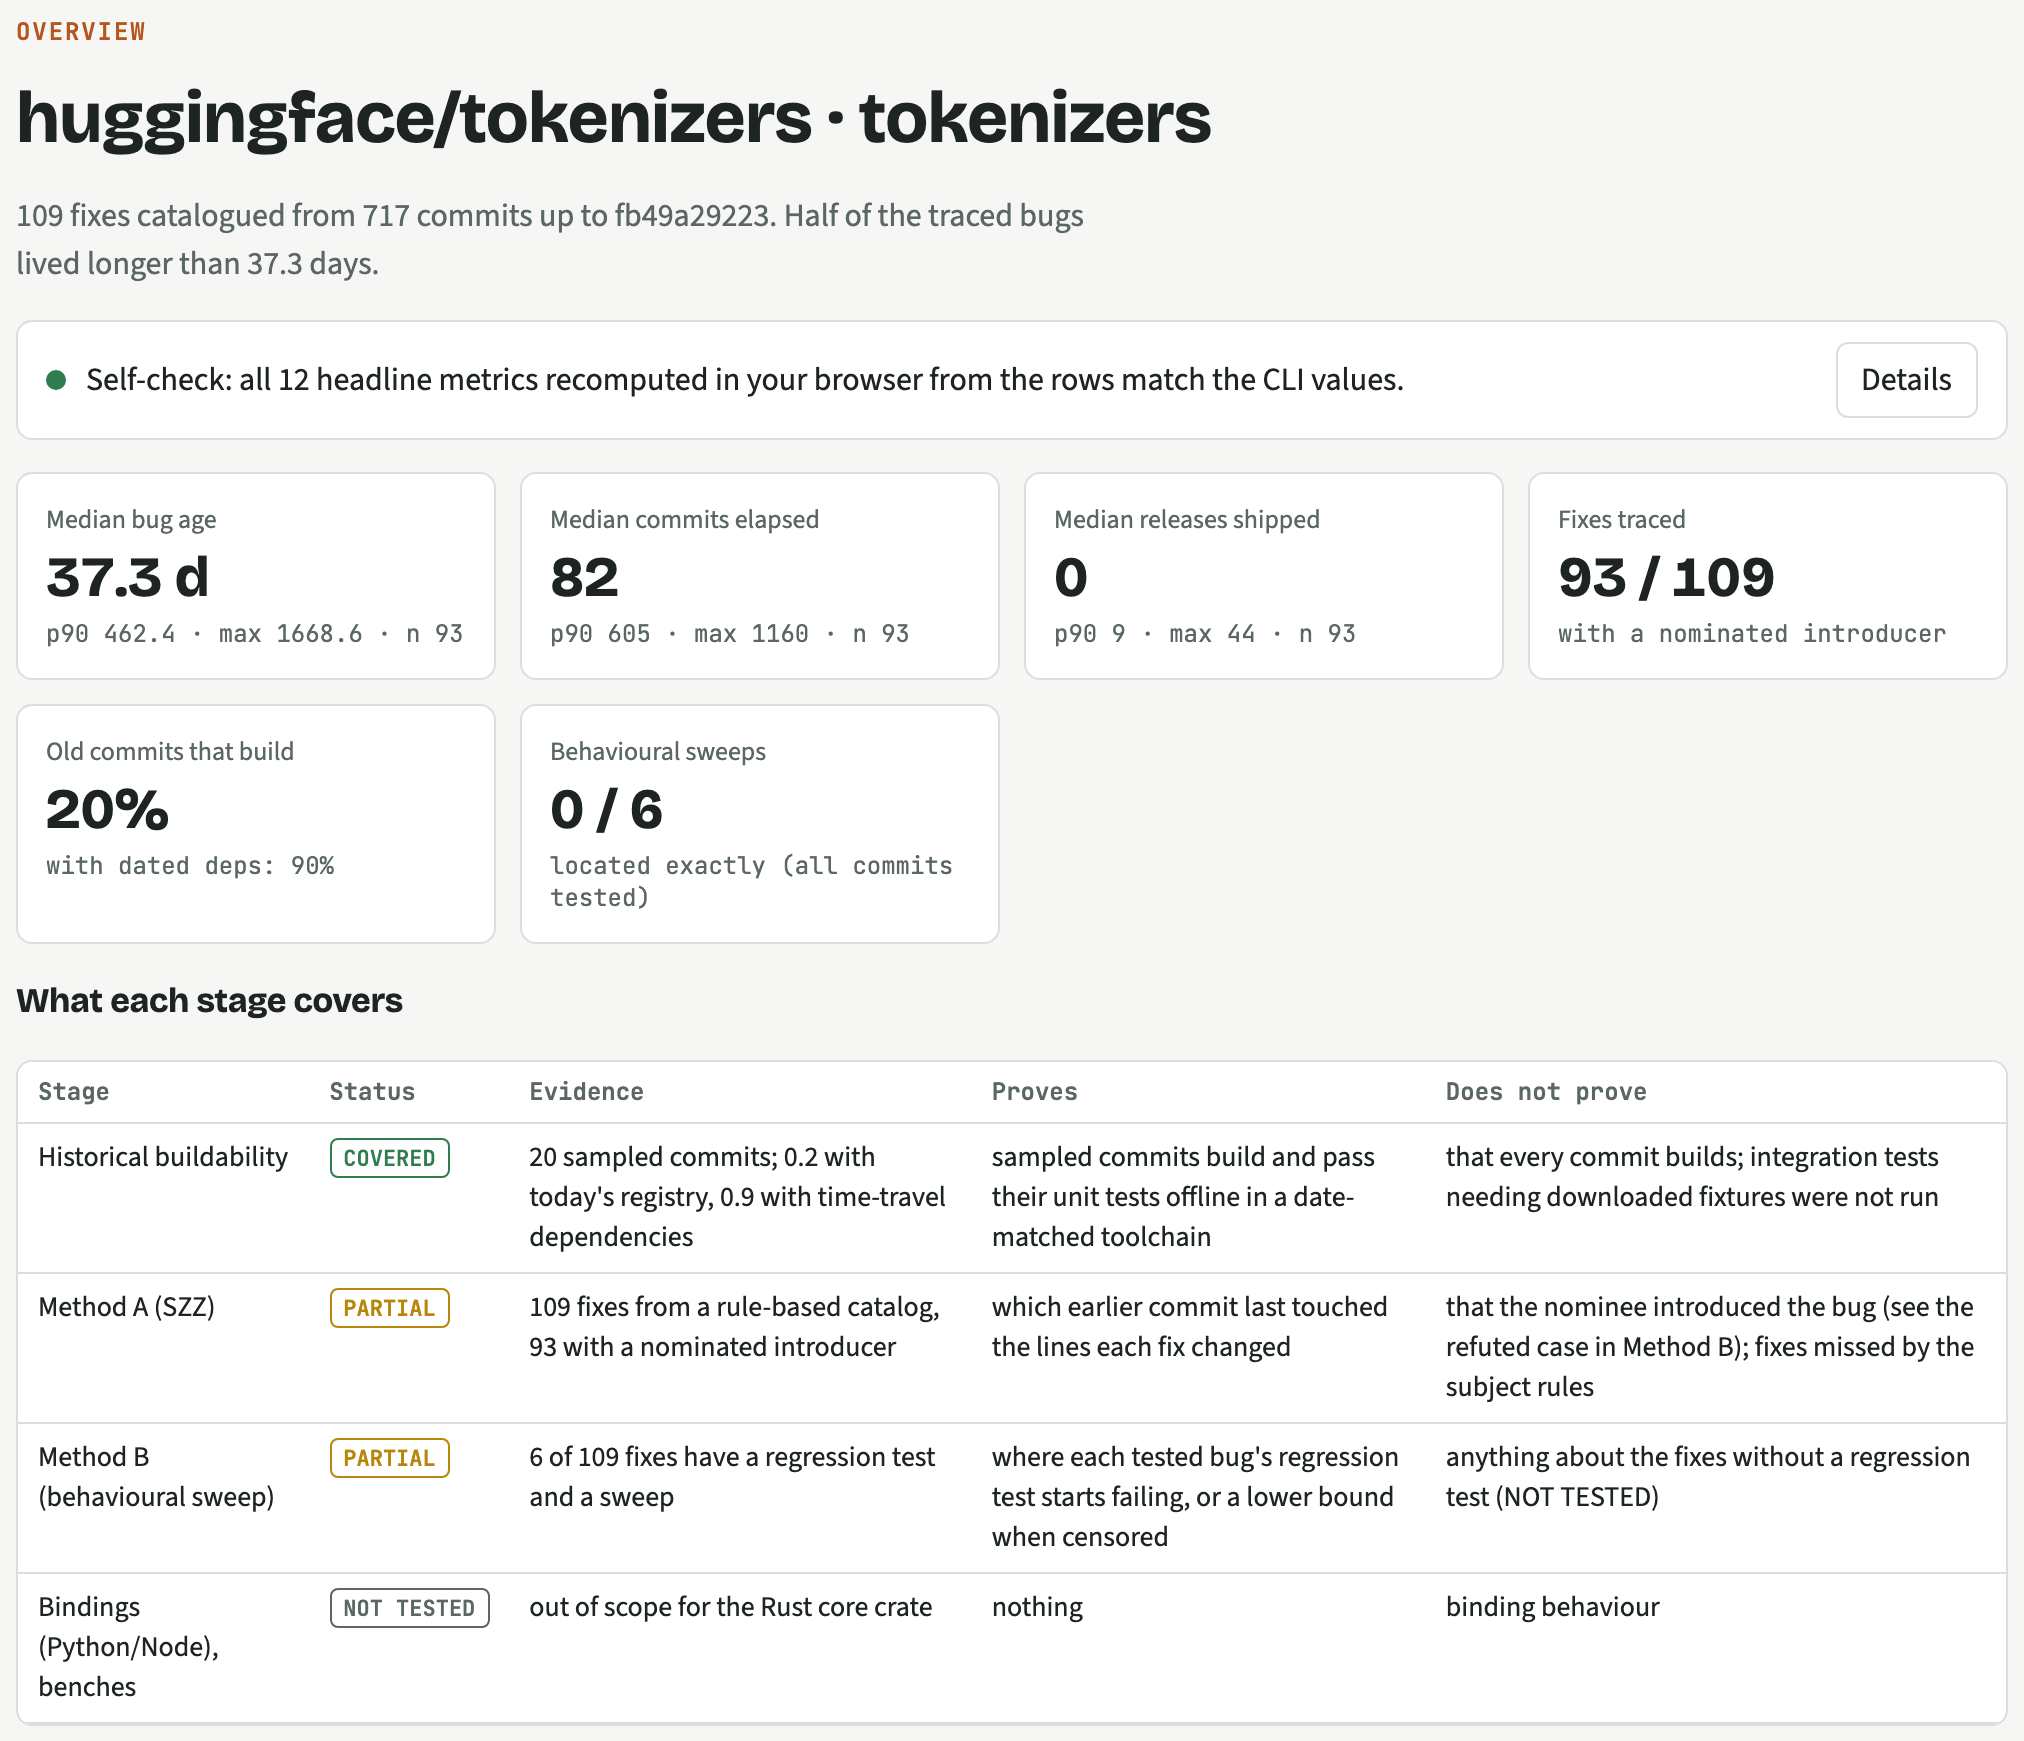 OVERVIEW
huggingface/tokenizers · tokenizers
109 fixes catalogued from 717 commits up to fb49a29223. Half of the traced bugs
lived longer than 37.3 days.
Self-check: all 12 headline metrics recomputed in your browser from the rows match the CLI values.
Details
Median bug age
37.3 d
p90 462.4 · max 1668.6 · n 93
Median commits elapsed
82
p90 605 · max 1160 · n 93
Median releases shipped
0
p90 9 · max 44 · n 93
Fixes traced
93 / 109
with a nominated introducer
Old commits that build
20%
with dated deps: 90%
Behavioural sweeps
0 / 6
located exactly (all commits
tested)
What each stage covers
Stage
Status
Evidence
Proves
Does not prove
Historical buildability
COVERED
20 sampled commits; 0.2 with
today's registry, 0.9 with time-travel
dependencies
sampled commits build and pass
their unit tests offline in a date-
matched toolchain
that every commit builds; integration tests
needing downloaded fixtures were not run
Method A (SZZ)
PARTIAL
109 fixes from a rule-based catalog,
93 with a nominated introducer
which earlier commit last touched
the lines each fix changed
that the nominee introduced the bug (see the
refuted case in Method B); fixes missed by the
subject rules
Method B
(behavioural sweep)
PARTIAL
6 of 109 fixes have a regression test
and a sweep
where each tested bug's regression
test starts failing, or a lower bound
when censored
anything about the fixes without a regression
test (NOT TESTED)
Bindings
(Python/Node),
benches
NOT TESTED
out of scope for the Rust core crate
nothing
binding behaviour